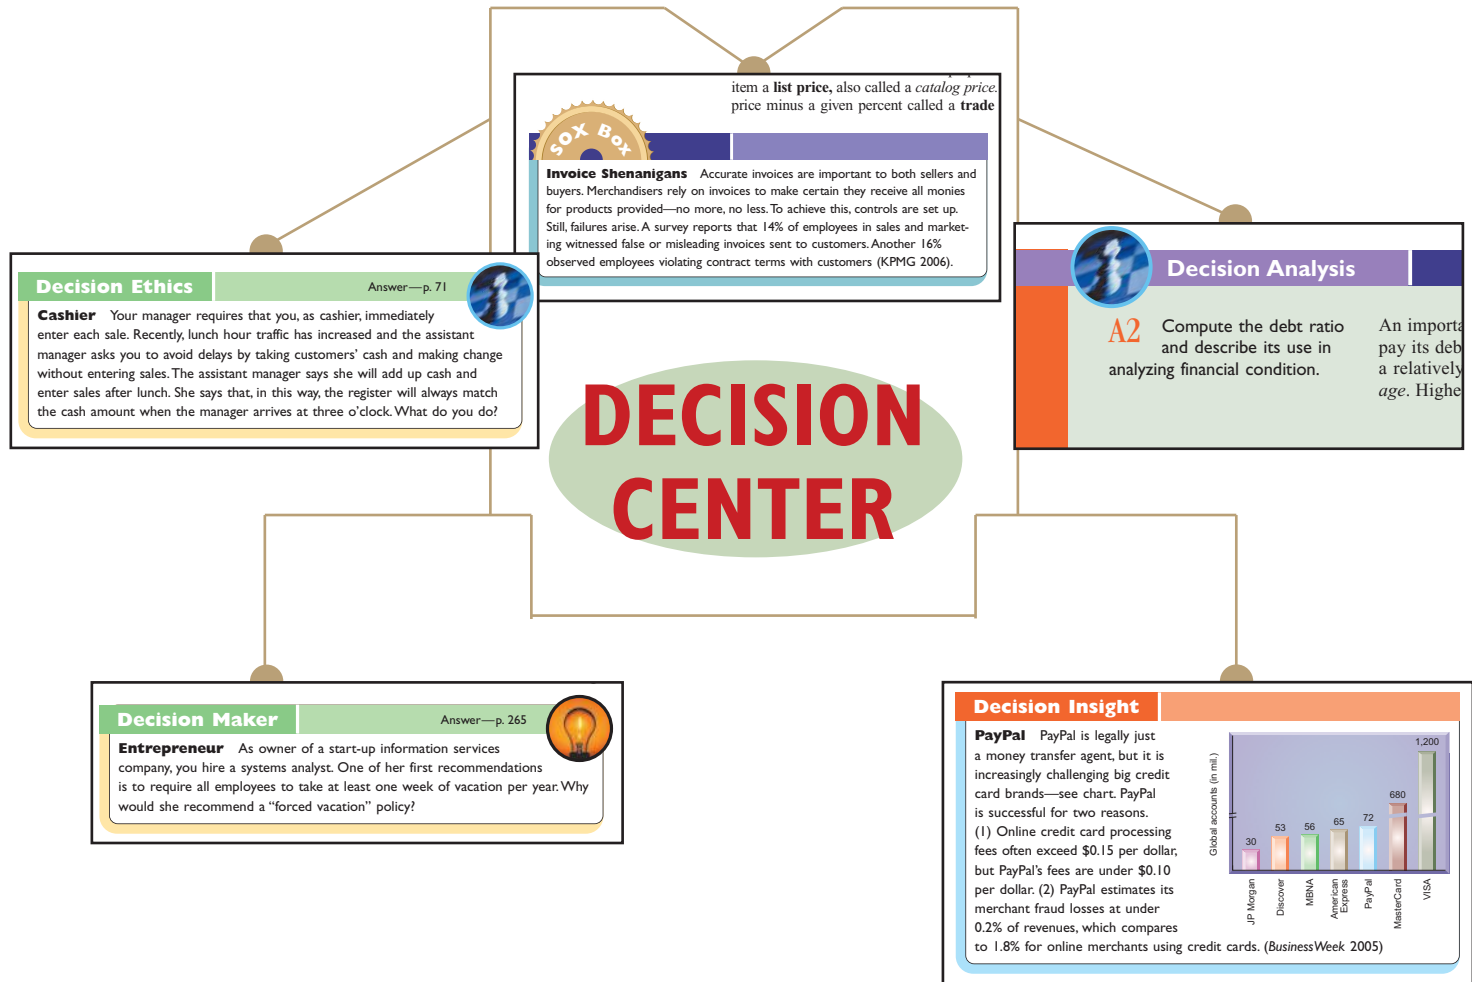 item a list price, also called a catalog price.
price minus a given percent called a trade
SOX Box
Invoice Shenanigans Accurate invoices are important to both sellers and
buyers. Merchandisers rely on invoices to make certain they receive all monies
for products provided—no more, no less. To achieve this, controls are set up.
Still, failures arise. A survey reports that 14% of employees in sales and market-
ing witnessed false or misleading invoices sent to customers. Another 16%
observed employees violating contract terms with customers (KPMG 2006).
Decision Ethics
Answer—p. 71
Cashier Your manager requires that you, as cashier, immediately
enter each sale. Recently, lunch hour traffic has increased and the assistant
manager asks you to avoid delays by taking customers' cash and making change
without entering sales. The assistant manager says she will add up cash and
enter sales after lunch. She says that, in this way, the register will always match
the cash amount when the manager arrives at three o'clock. What do you do?
Decision Analysis
A2 Compute the debt ratio
and describe its use in
analyzing financial condition.
An importa
pay its deb
a relatively
age. Highe
DECISION
CENTER
Decision Maker
Answer—p. 265
Entrepreneur As owner of a start-up information services
company, you hire a systems analyst. One of her first recommendations
is to require all employees to take at least one week of vacation per year. Why
would she recommend a “forced vacation” policy?
Decision Insight
PayPal PayPal is legally just
a money transfer agent, but it is
increasingly challenging big credit
card brands—see chart. PayPal
is successful for two reasons.
(1) Online credit card processing
fees often exceed $0.15 per dollar,
but PayPal's fees are under $0.10
per dollar. (2) PayPal estimates its
merchant fraud losses at under
0.2% of revenues, which compares
to 1.8% for online merchants using credit cards. (BusinessWeek 2005)
Global accounts (in mil.)
30
53
56
65
72
680
1,200
JP Morgan
Discover
MBNA
American
Express
PayPal
MasterCard
VISA